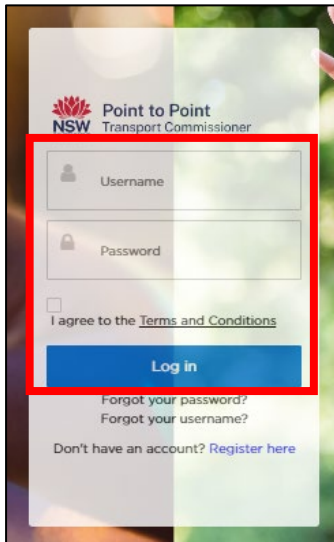 Point to Point
NSW Transport Commissioner
Username
Password
I agree to the Terms and Conditions
Log in
Forgot your password?
Forgot your username?
Don't have an account? Register here